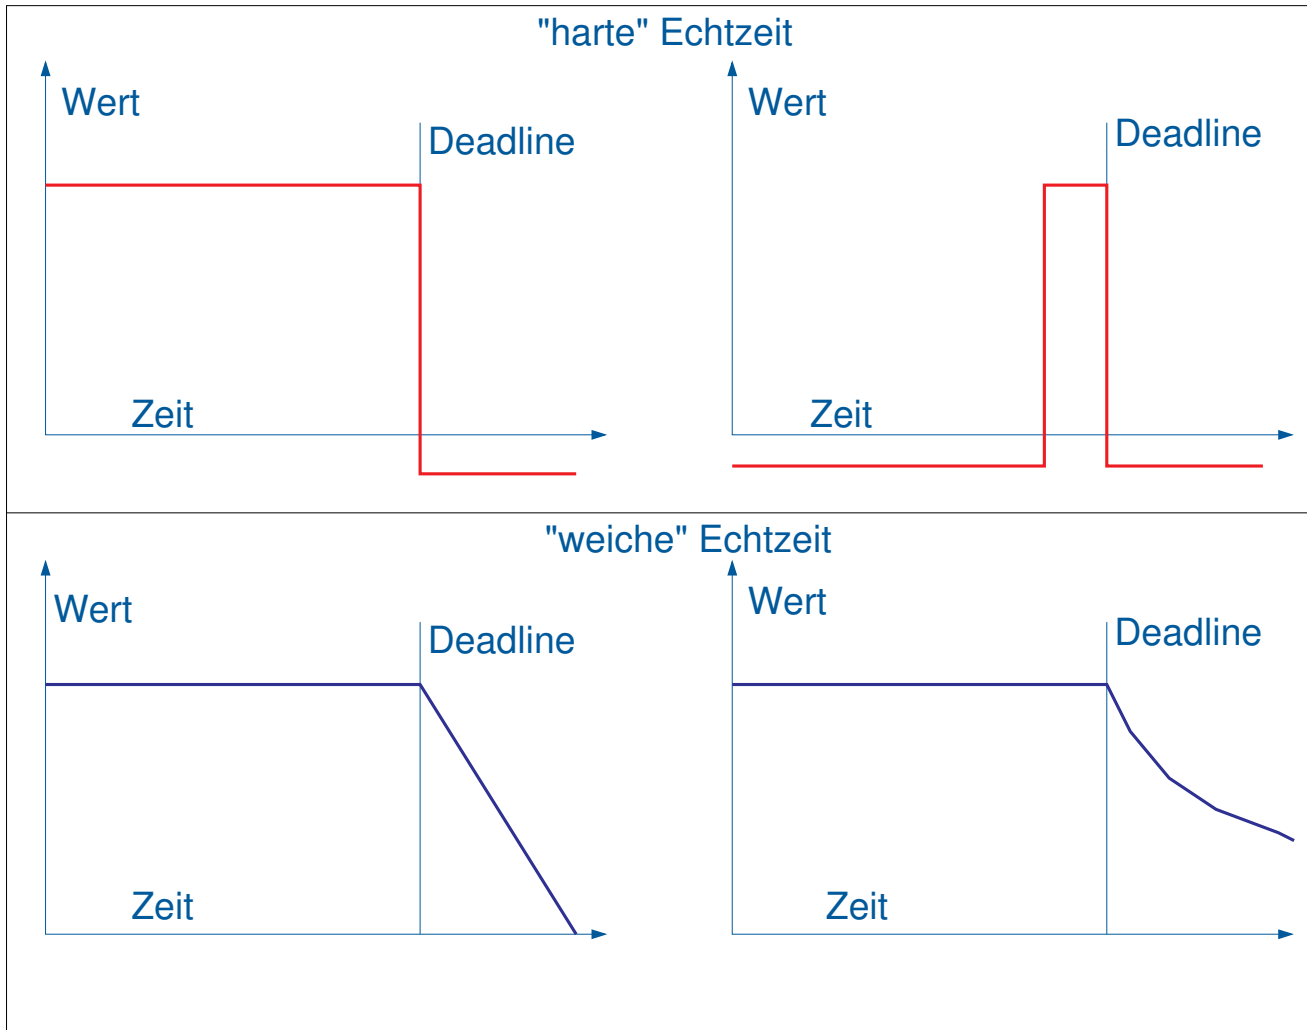 "harte" Echtzeit
Wert
Deadline
Zeit
Wert
Deadline
Zeit
"weiche" Echtzeit
Wert
Deadline
Zeit
Wert
Deadline
Zeit